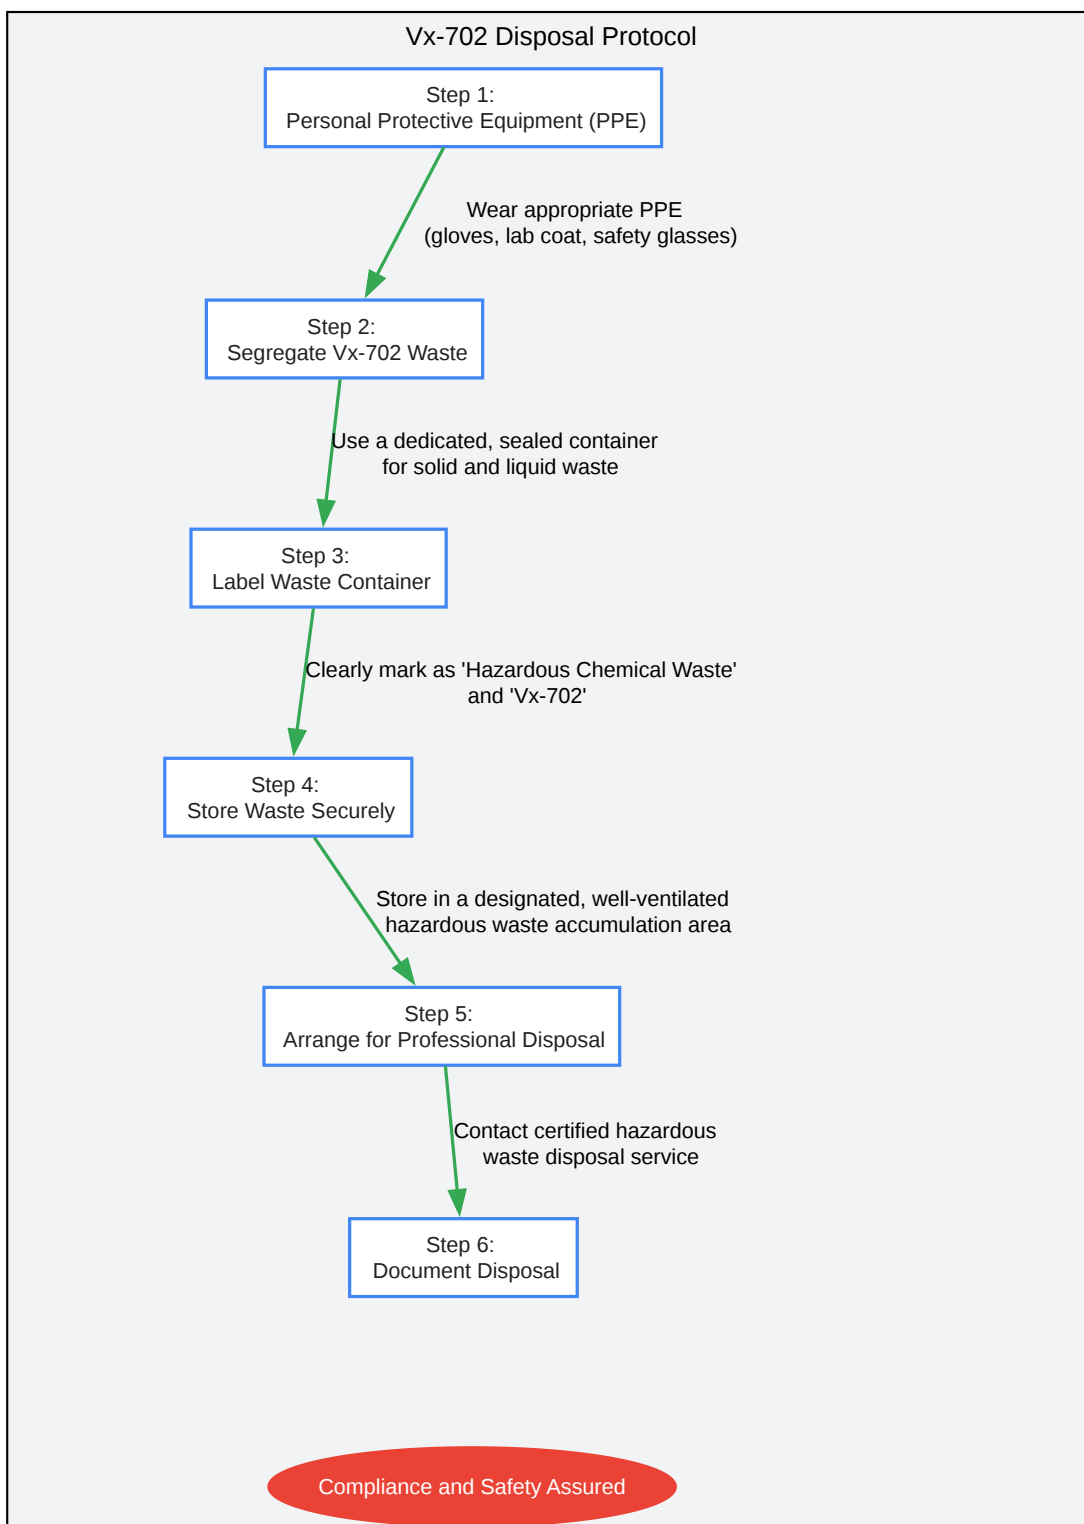 Vx-702 Disposal Protocol
Step 1:
Personal Protective Equipment (PPE)
Wear appropriate PPE
(gloves, lab coat, safety glasses)
Step 2:
Segregate Vx-702 Waste
Use a dedicated, sealed container
for solid and liquid waste
Step 3:
Label Waste Container
Clearly mark as 'Hazardous Chemical Waste'
and 'Vx-702'
Step 4:
Store Waste Securely
Store in a designated, well-ventilated
hazardous waste accumulation area
Step 5:
Arrange for Professional Disposal
Contact certified hazardous
waste disposal service
Step 6:
Document Disposal
Compliance and Safety Assured